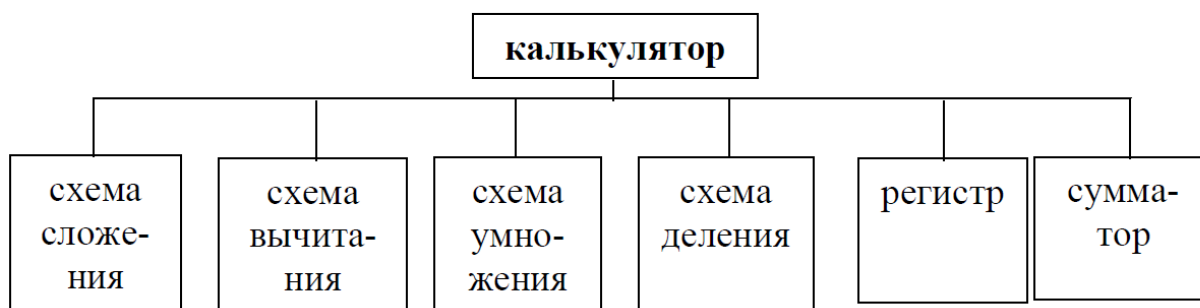 калькулятор
схема
сложе-
ния
схема
вычита-
ния
схема
умно-
жения
схема
деления
регистр
сумма-
тор